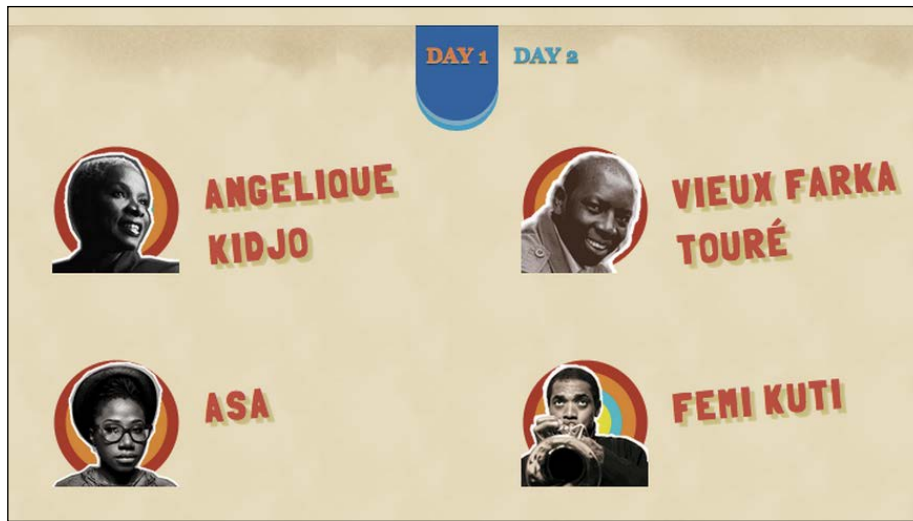 DAY 1 DAY 2
ANGELIQUE
KIDJO
VIEUX FARKA
TOURÉ
ASA
FEMI KUTI